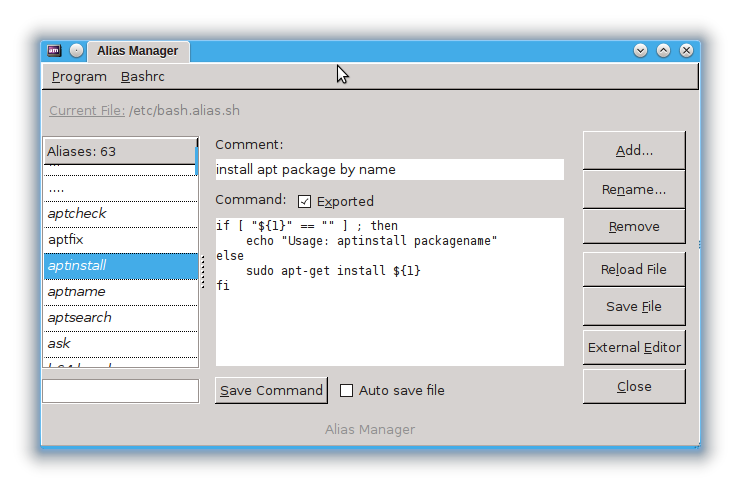 am
Alias Manager
Program Bashrc
Current File: /etc/bash.alias.sh
Aliases: 63
...
....
aptcheck
aptfix
aptinstall
aptname
aptsearch
ask
Comment:
install apt package by name
Command: Exported
if [ "${1}" == "" ] ; then
echo "Usage: aptinstall packagename"
else
sudo apt-get install ${1}
fi
Save Command Auto save file
Add...
Rename...
Remove
Reload File
Save File
External Editor
Close
Alias Manager